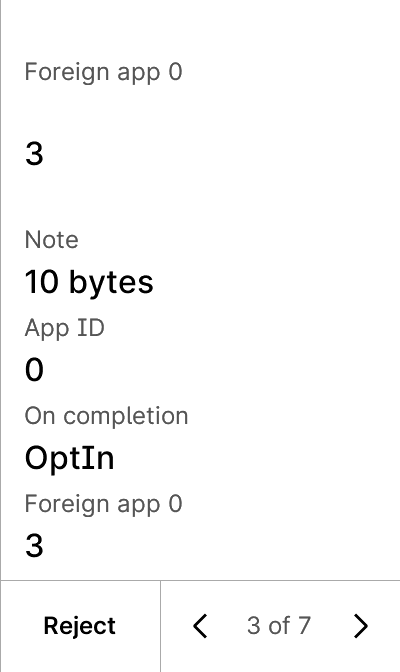 Foreign app 0
3
Note
10 bytes
App ID
0
On completion
OptIn
Foreign app 0
3
Reject
3 of 7